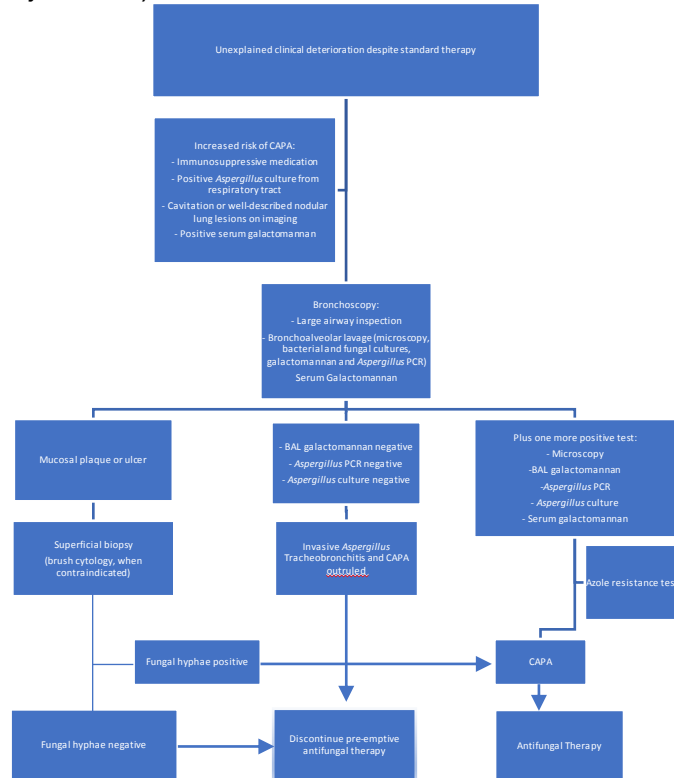 Unexplained clinical deterioration despite standard therapy
Increased risk of CAPA:
- Immunosuppressive medication
- Positive Aspergillus culture from
respiratory tract
- Cavitation or well-described nodular
lung lesions on imaging
- Positive serum galactomannan
Bronchoscopy:
- Large airway inspection
- Bronchoalveolar lavage (microscopy,
bacterial and fungal cultures,
galactomannan and Aspergillus PCR)
Serum Galactomannan
Mucosal plaque or ulcer
- BAL galactomannan negative
- Aspergillus PCR negative
- Aspergillus culture negative
Plus one more positive test:
- Microscopy
-BAL galactomannan
-Aspergillus PCR
- Aspergillus culture
- Serum galactomannan
Superficial biopsy
(brush cytology, when
contraindicated)
Invasive Aspergillus
Tracheobronchitis and CAPA
outruled
Azole resistance tes
Fungal hyphae positive
CAPA
Fungal hyphae negative
Discontinue pre-emptive
antifungal therapy
Antifungal Therapy